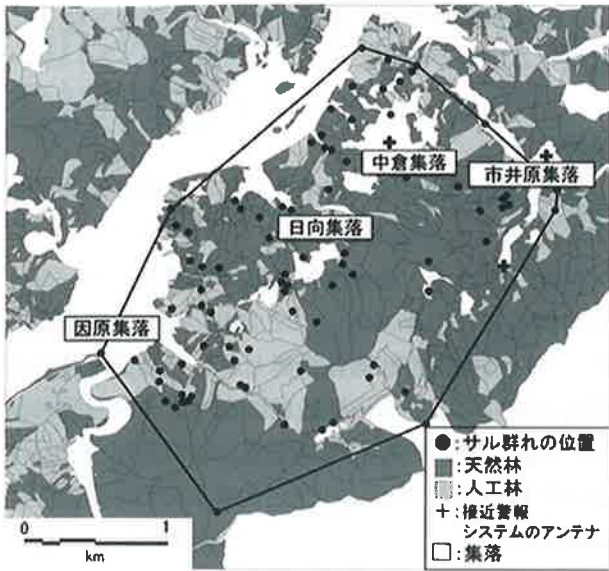 中倉集落
市井原集落
日向集落
因原集落
●:サル群れの位置
:天然林
:人工林
+:接近警報
システムのアンテナ
:集落
0 1
km